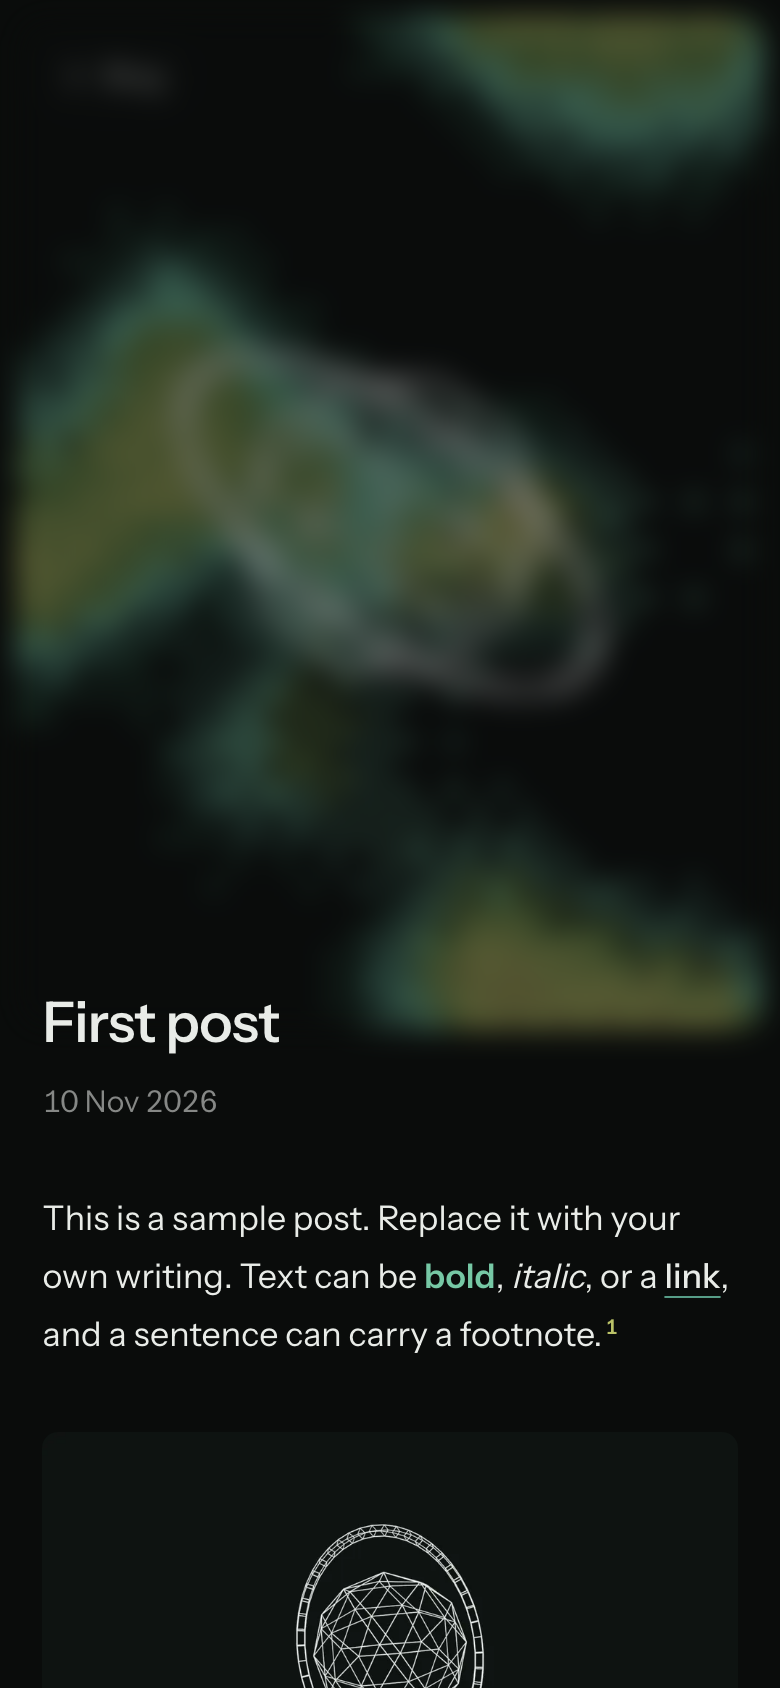 First post
10 Nov 2026
This is a sample post. Replace it with your
own writing. Text can be bold, italic, or a link,
and a sentence can carry a footnote. 1